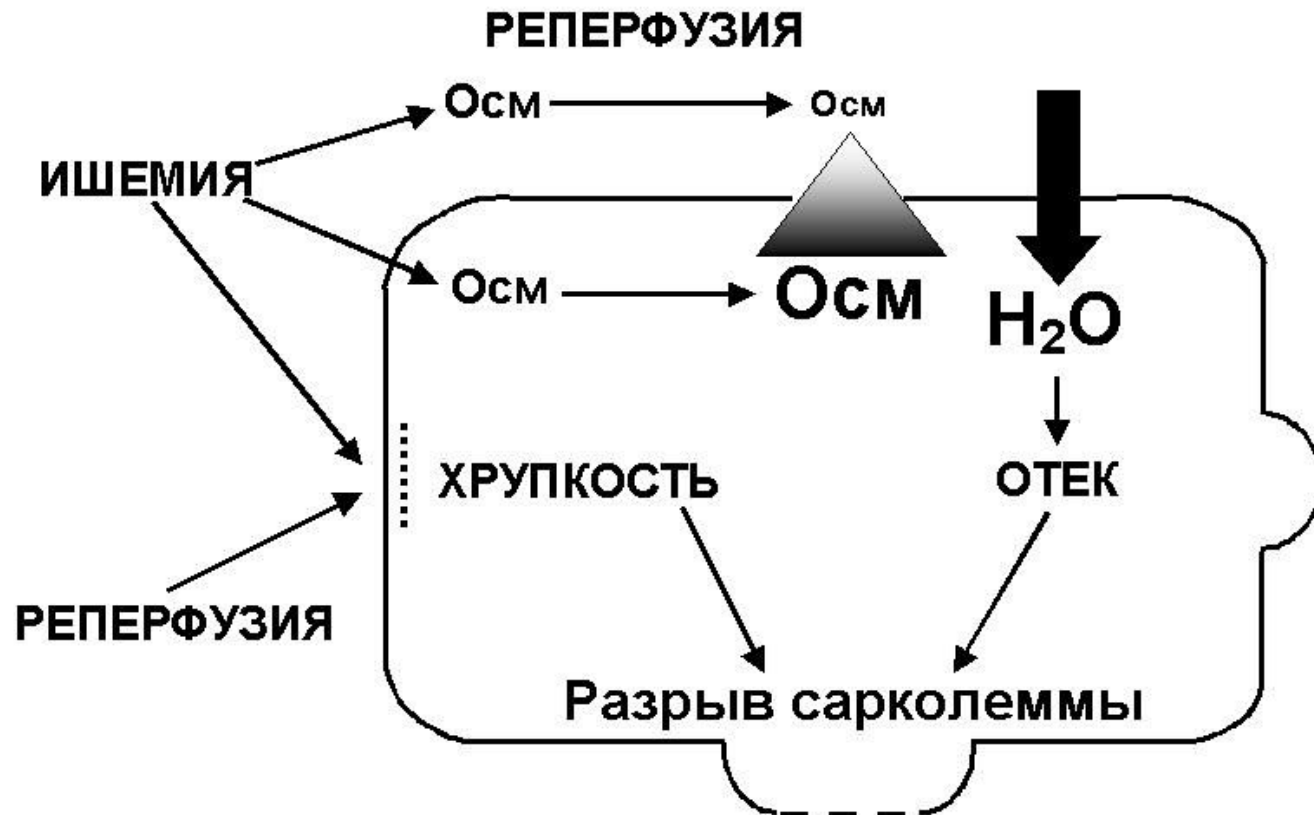 РЕПЕРФУЗИЯ
Осм
Осм
ИШЕМИЯ
Осм
Осм
H₂O
ХРУПКОСТЬ
ОТЕК
РЕПЕРФУЗИЯ
Разрыв сарколеммы